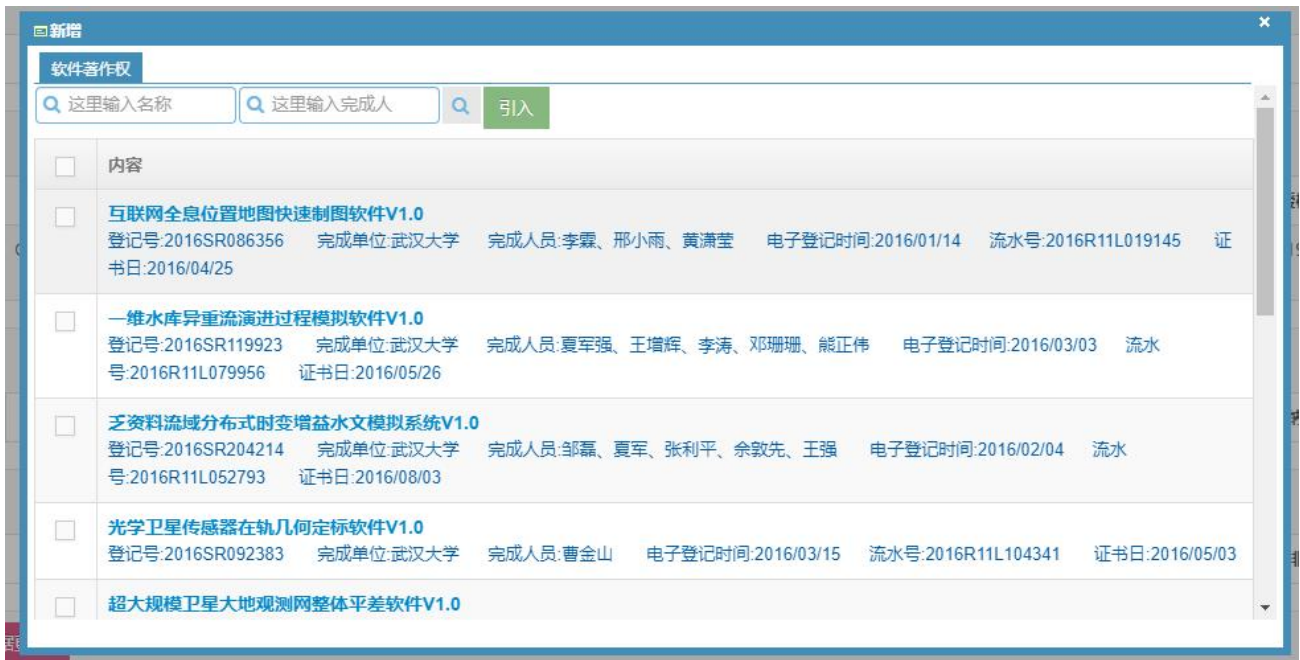 新增
×
软件著作权
这里输入名称 这里输入完成人 引入
内容
互联网全息位置地图快速制图软件V1.0
登记号:2016SR086356 完成单位:武汉大学 完成人员:李霖、邢小雨、黄潇莹 电子登记时间:2016/01/14 流水号:2016R11L019145 证
书日:2016/04/25
一维水库异重流演进过程模拟软件V1.0
登记号:2016SR119923 完成单位:武汉大学 完成人员:夏军强、王增辉、李涛、邓珊珊、熊正伟 电子登记时间:2016/03/03 流水
号:2016R11L079956 证书日:2016/05/26
乏资料流域分布式时变增益水文模拟系统V1.0
登记号:2016SR204214 完成单位:武汉大学 完成人员:邹磊、夏军、张利平、佘敦先、王强 电子登记时间:2016/02/04 流水
号:2016R11L052793 证书日:2016/08/03
光学卫星传感器在轨几何定标软件V1.0
登记号:2016SR092383 完成单位:武汉大学 完成人员:曹金山 电子登记时间:2016/03/15 流水号:2016R11L104341 证书日:2016/05/03
超大规模卫星大地观测网整体平差软件V1.0